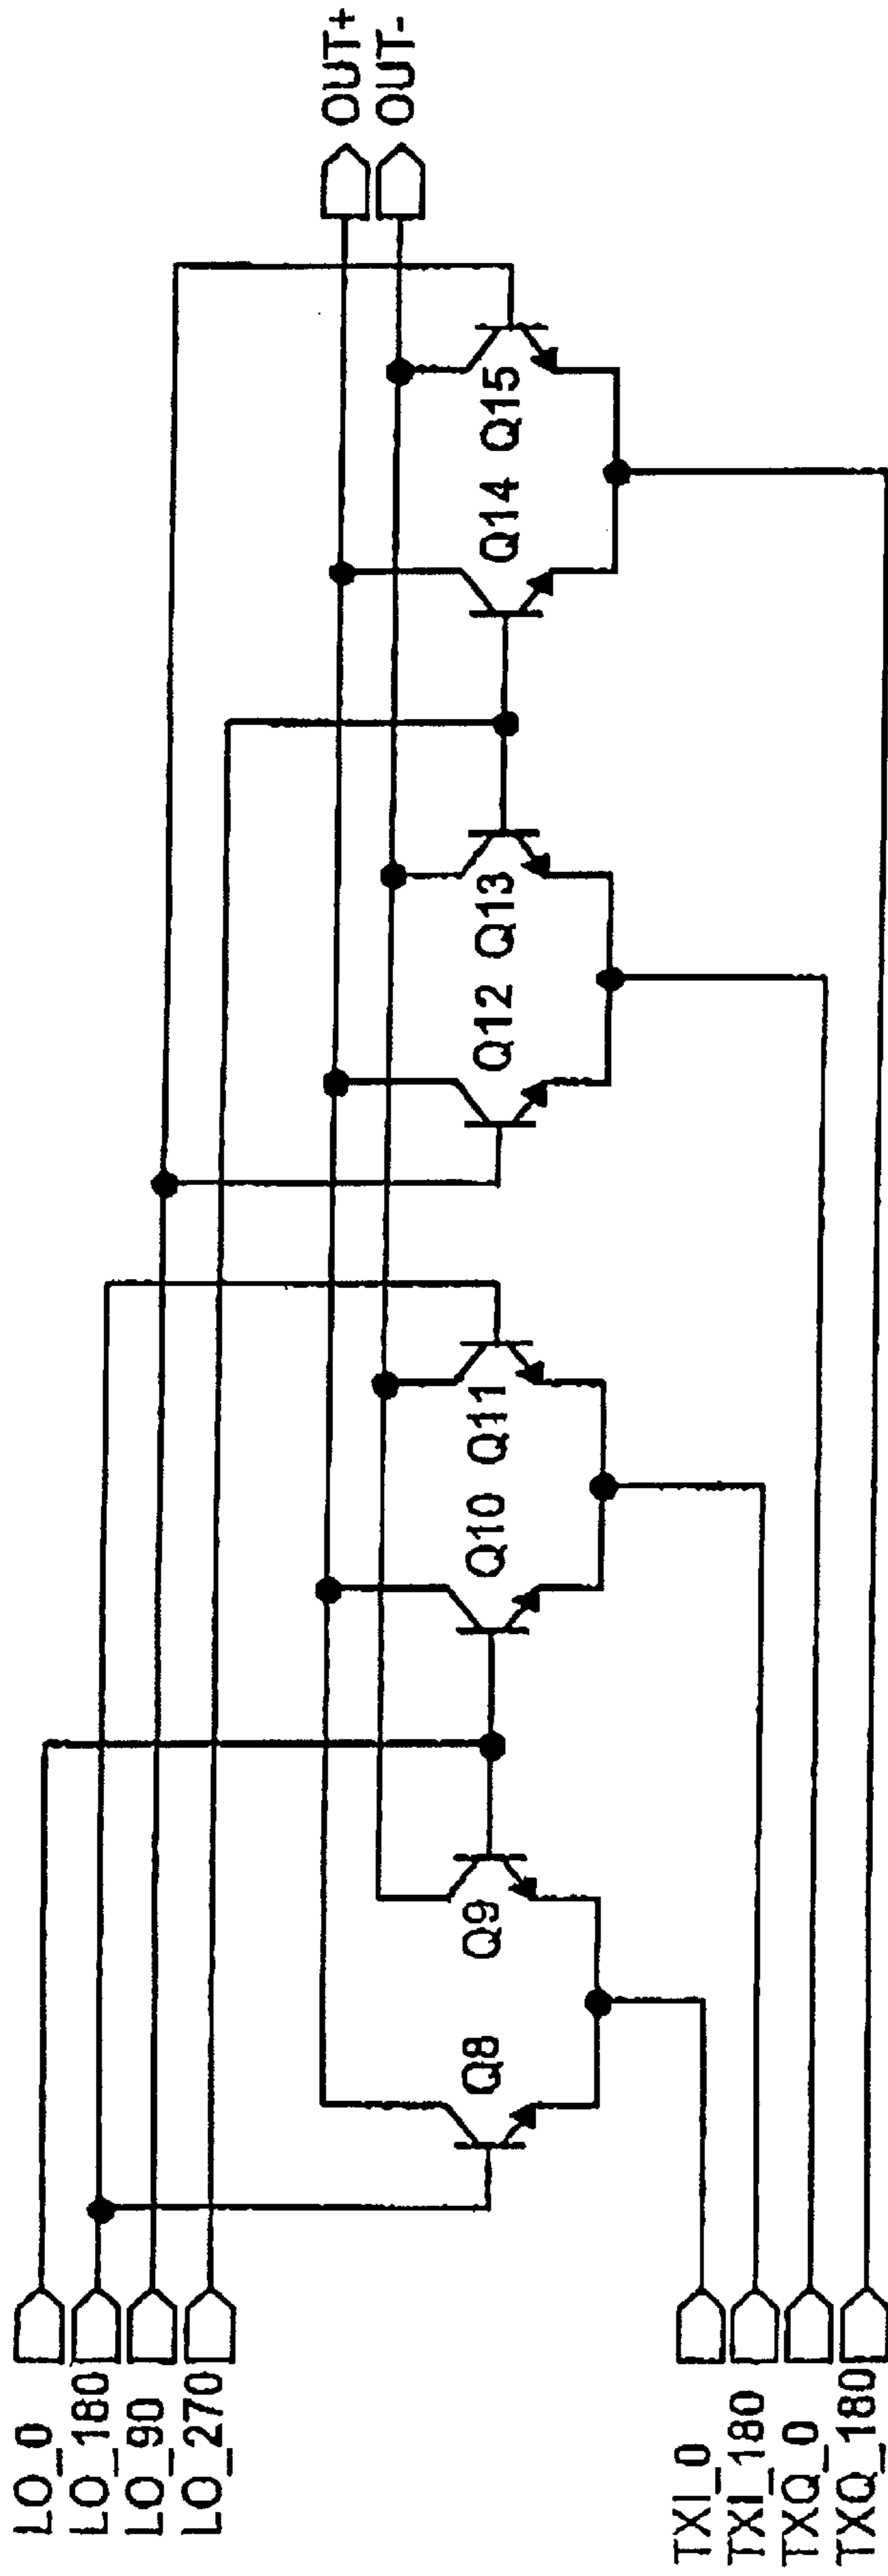 LO_0
LO_180
LO_90
LO_270
OUT+
OUT-
Q8
Q9
Q10
Q11
Q12
Q13
Q14
Q15
TXI_0
TXI_180
TXQ_0
TXQ_180